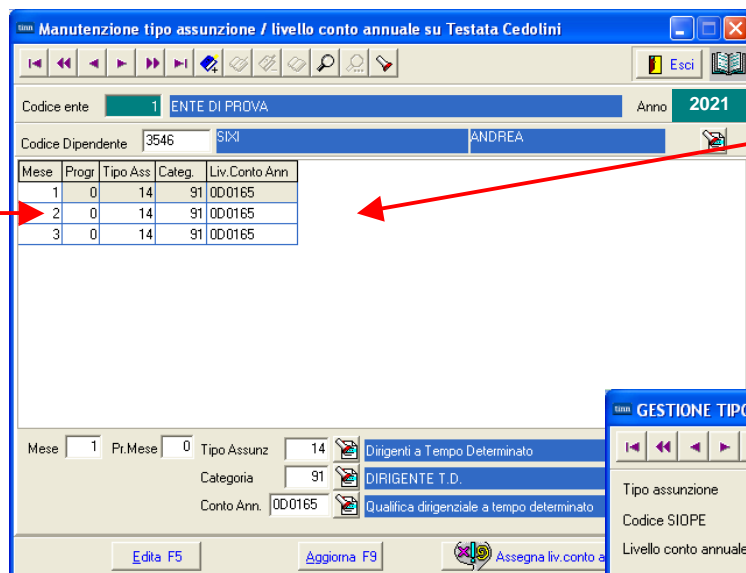 tinn Manutenzione tipo assunzione / livello conto annuale su Testata Cedolini
Esci
Codice ente 1 ENTE DI PROVA Anno 2021
Codice Dipendente 3546 SIXI ANDREA
Mese Progr Tipo Ass Categ. Liv.Conto Ann
1 0 14 91 0D0165
2 0 14 91 0D0165
3 0 14 91 0D0165
Mese 1 Pr.Mese 0 Tipo Assunz 14 Dirigenti a Tempo Determinato
Categoria 91 DIRIGENTE T.D.
Conto Ann. 0D0165 Qualifica dirigenziale a tempo determinato
Edita F5 Aggiorna F9 Assegna liv.conto a
tinn GESTIONE TIPO
Tipo assunzione
Codice SIOPE
Livello conto annuale